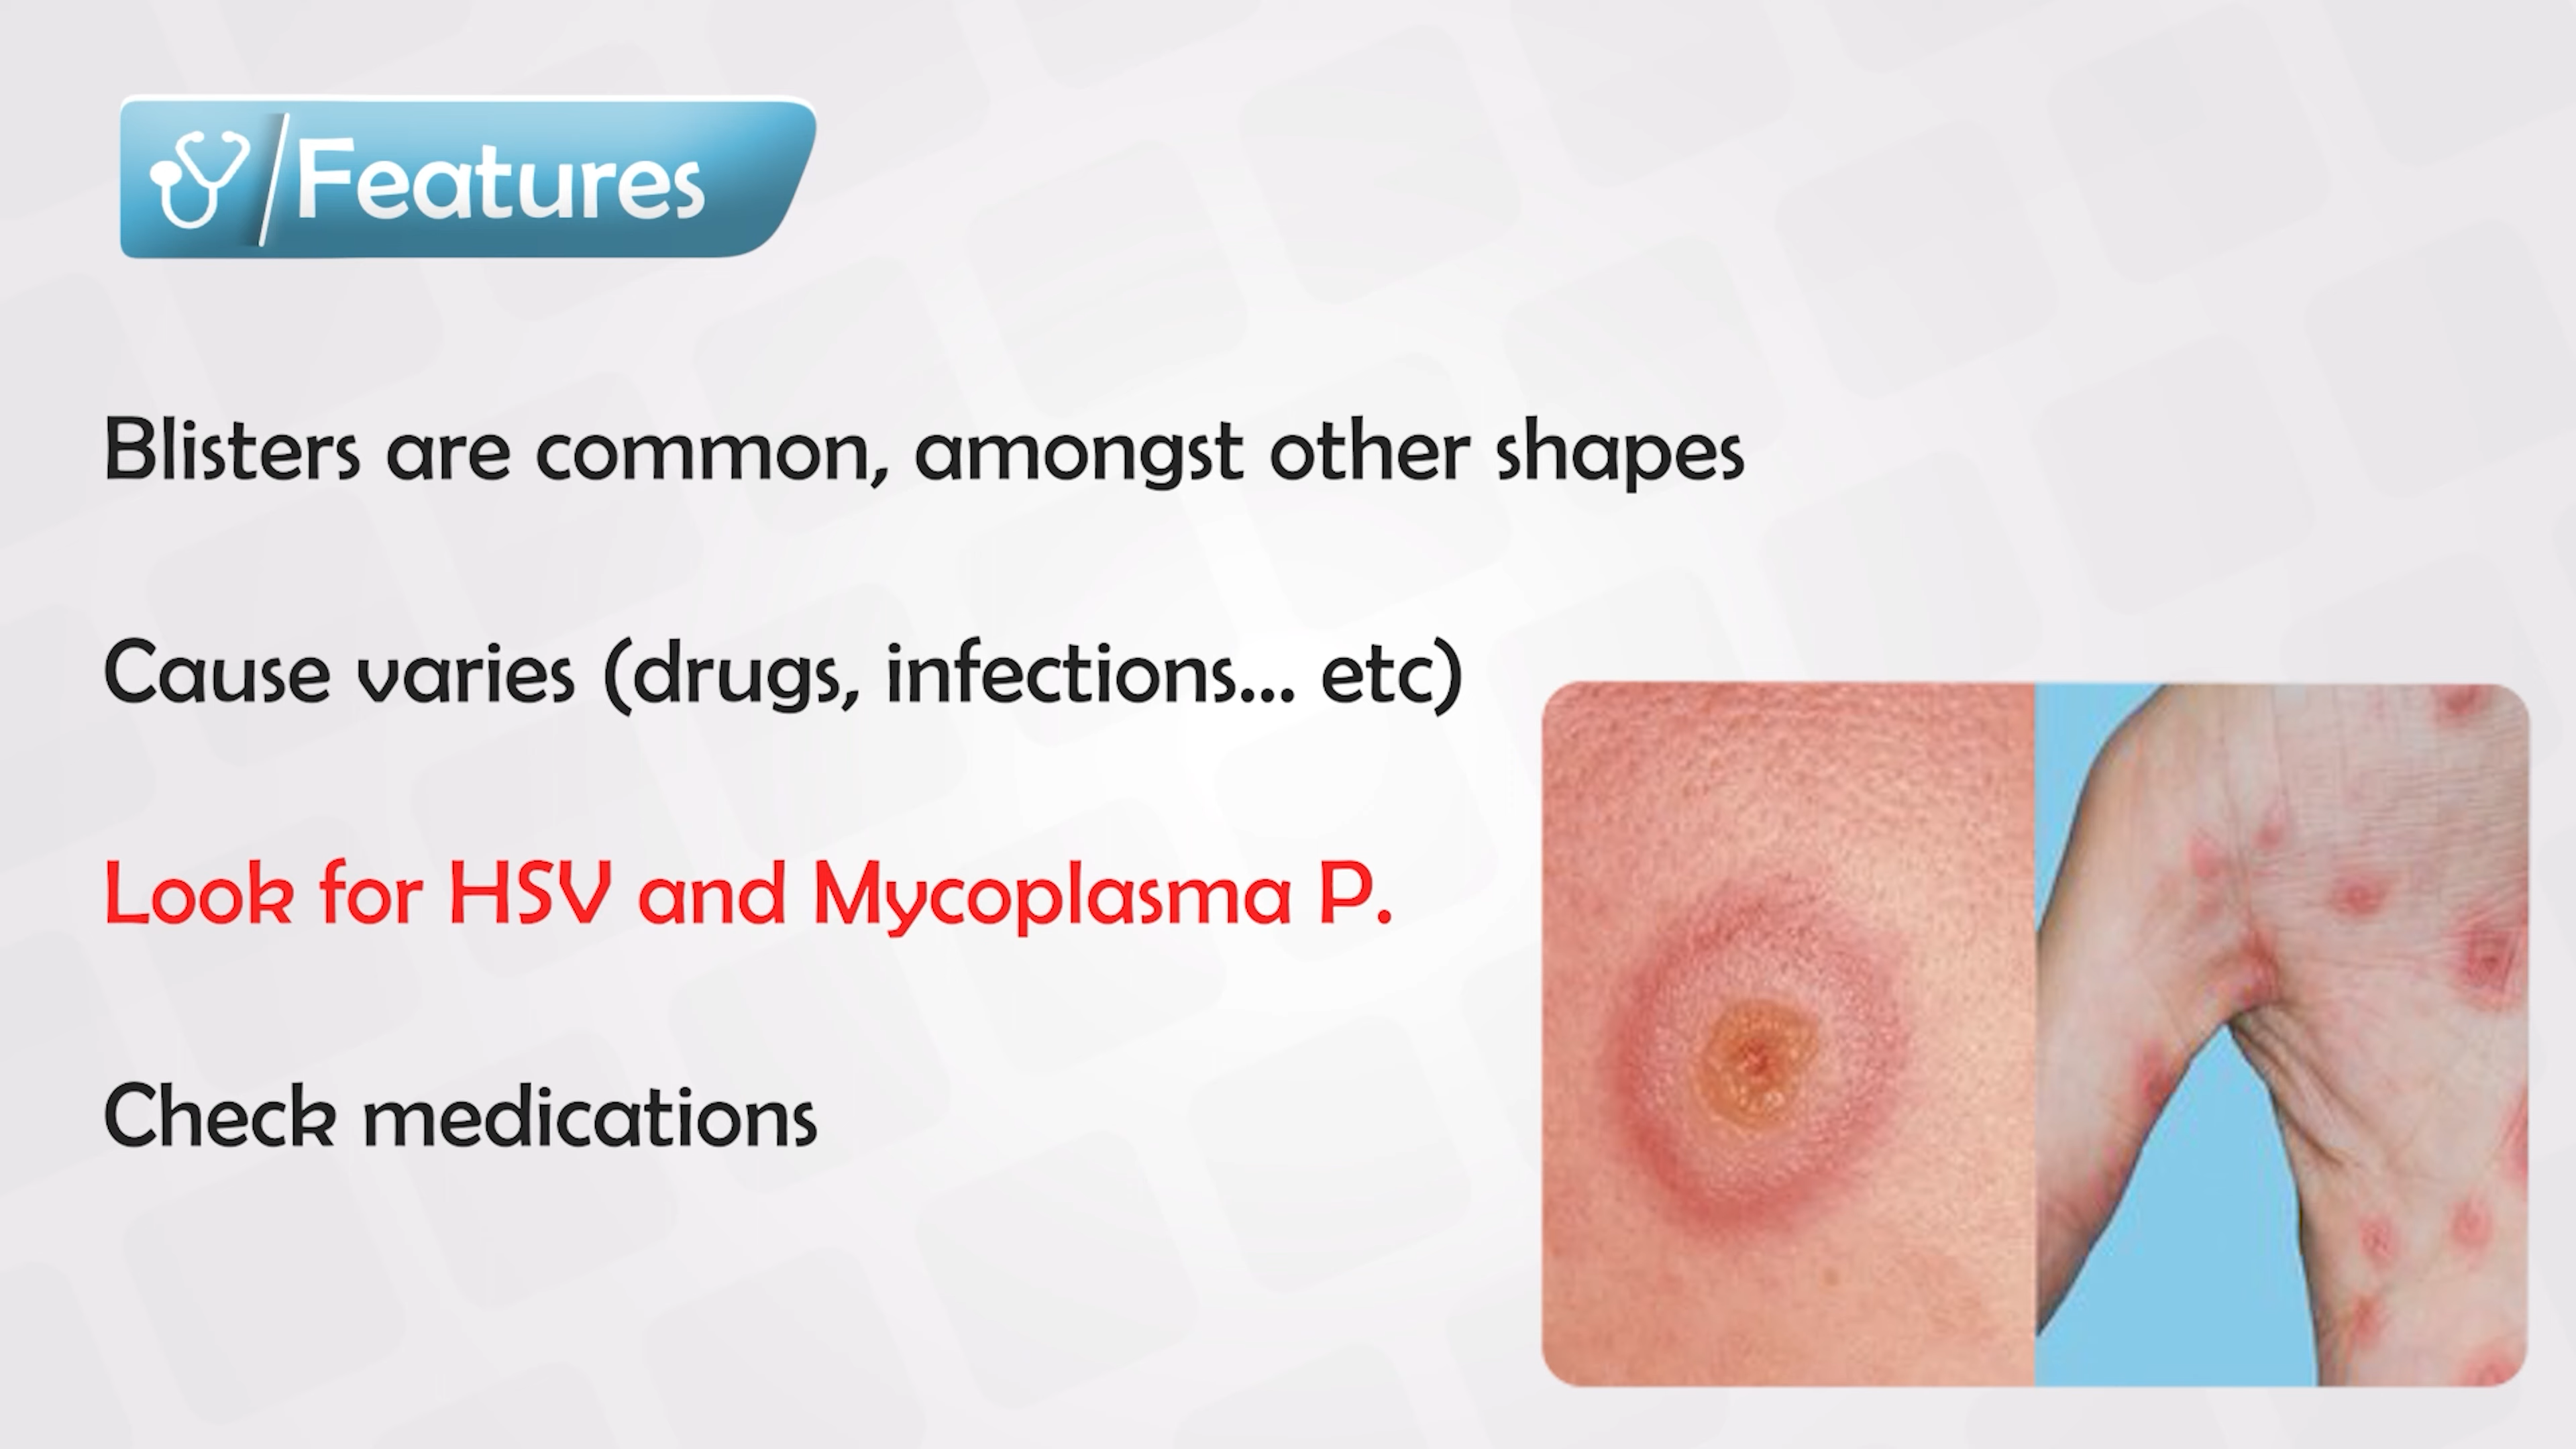 Features
Blisters are common, amongst other shapes
Cause varies (drugs, infections... etc)
Look for HSV and Mycoplasma P.
Check medications